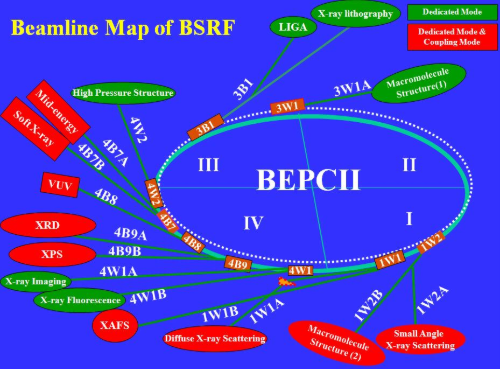 Beamline Map of BSRF
Dedicated Mode
Dedicated Mode &
Coupling Mode
LIGA
X-ray lithography
3B1
3W1A
Macromolecule
Structure(1)
High Pressure Structure
4W2
Mid-energy
Soft X-ray
4B7A
4B7B
VUV
4B8
XRD
4B9A
XPS
4B9B
X-ray Imaging
4W1A
X-ray Fluorescence
4W1B
XAFS
1W1B
1W1A
Diffuse X-ray Scattering
1W2B
1W2A
Macromolecule
Structure (2)
Small Angle
X-ray Scattering
3B1
3W1
4W2
4B7
4B8
4B9
4W1
1W1
1W2
III
II
BEPCII
IV
I